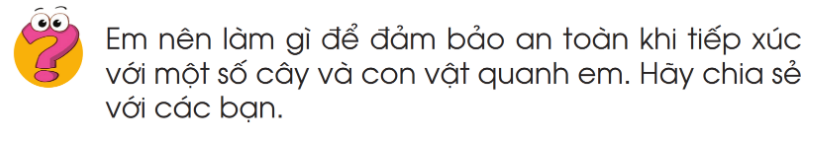 Em nên làm gì để đảm bảo an toàn khi tiếp xúc
với một số cây và con vật quanh em. Hãy chia sẻ
với các bạn.